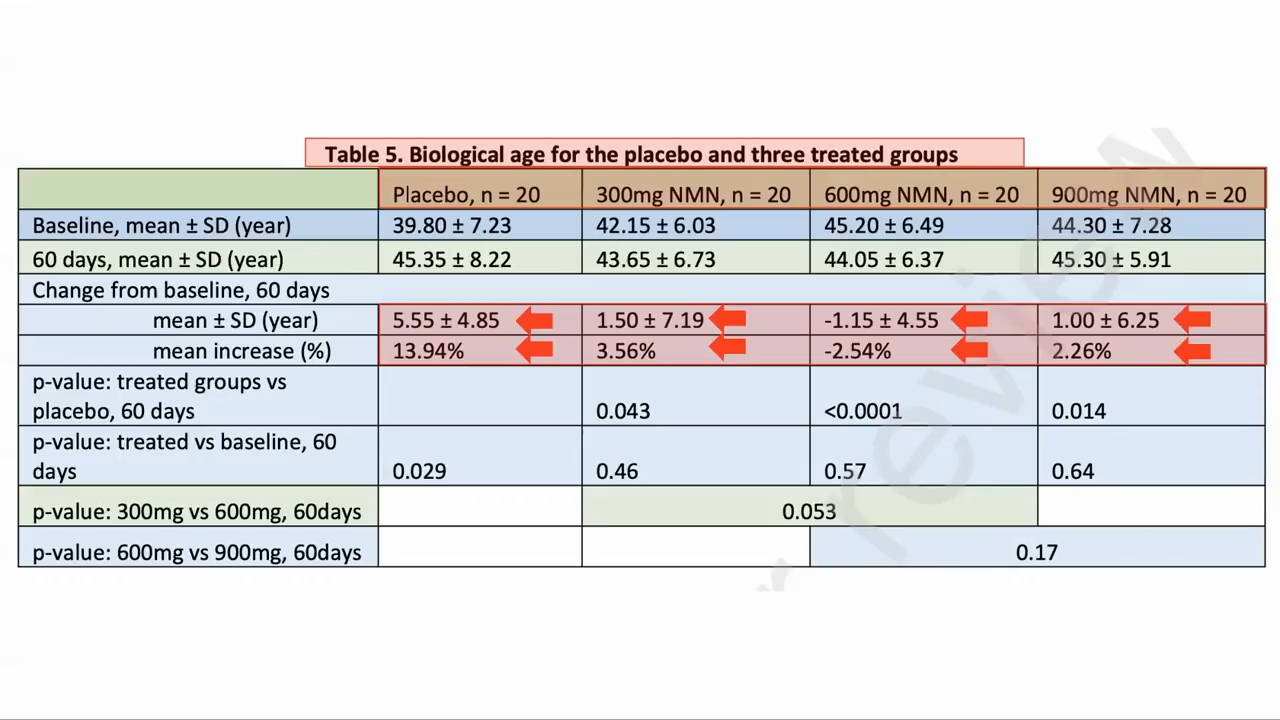 Table 5. Biological age for the placebo and three treated groups
Placebo, n = 20 300mg NMN, n = 20 600mg NMN, n = 20 900mg NMN, n = 20
Baseline, mean ± SD (year) 39.80 ± 7.23 42.15 ± 6.03 45.20 ± 6.49 44.30 ± 7.28
60 days, mean ± SD (year) 45.35 ± 8.22 43.65 ± 6.73 44.05 ± 6.37 45.30 ± 5.91
Change from baseline, 60 days
mean ± SD (year) 5.55 ± 4.85 1.50 ± 7.19 -1.15 ± 4.55 1.00 ± 6.25
mean increase (%) 13.94% 3.56% -2.54% 2.26%
p-value: treated groups vs
placebo, 60 days 0.043 <0.0001 0.014
p-value: treated vs baseline, 60
days 0.029 0.46 0.57 0.64
p-value: 300mg vs 600mg, 60days 0.053
p-value: 600mg vs 900mg, 60days 0.17
review